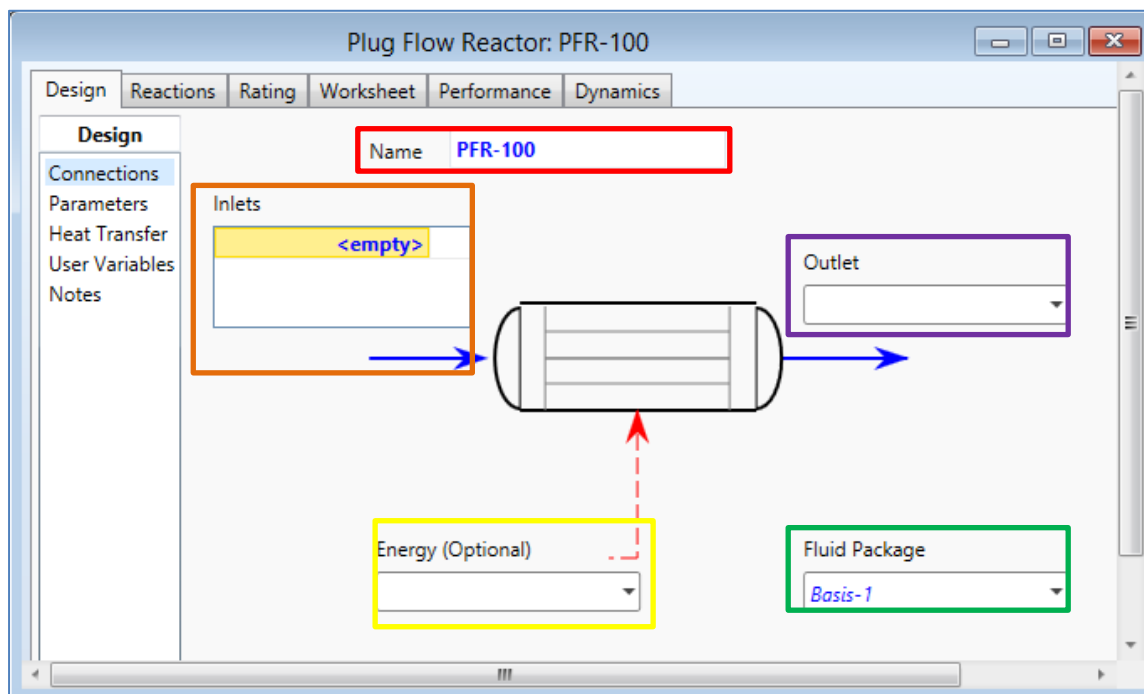 Plug Flow Reactor: PFR-100
Design Reactions Rating Worksheet Performance Dynamics
Design
Connections
Parameters
Heat Transfer
User Variables
Notes
Name PFR-100
Inlets
<empty>
Outlet
Energy (Optional)
Fluid Package
Basis-1